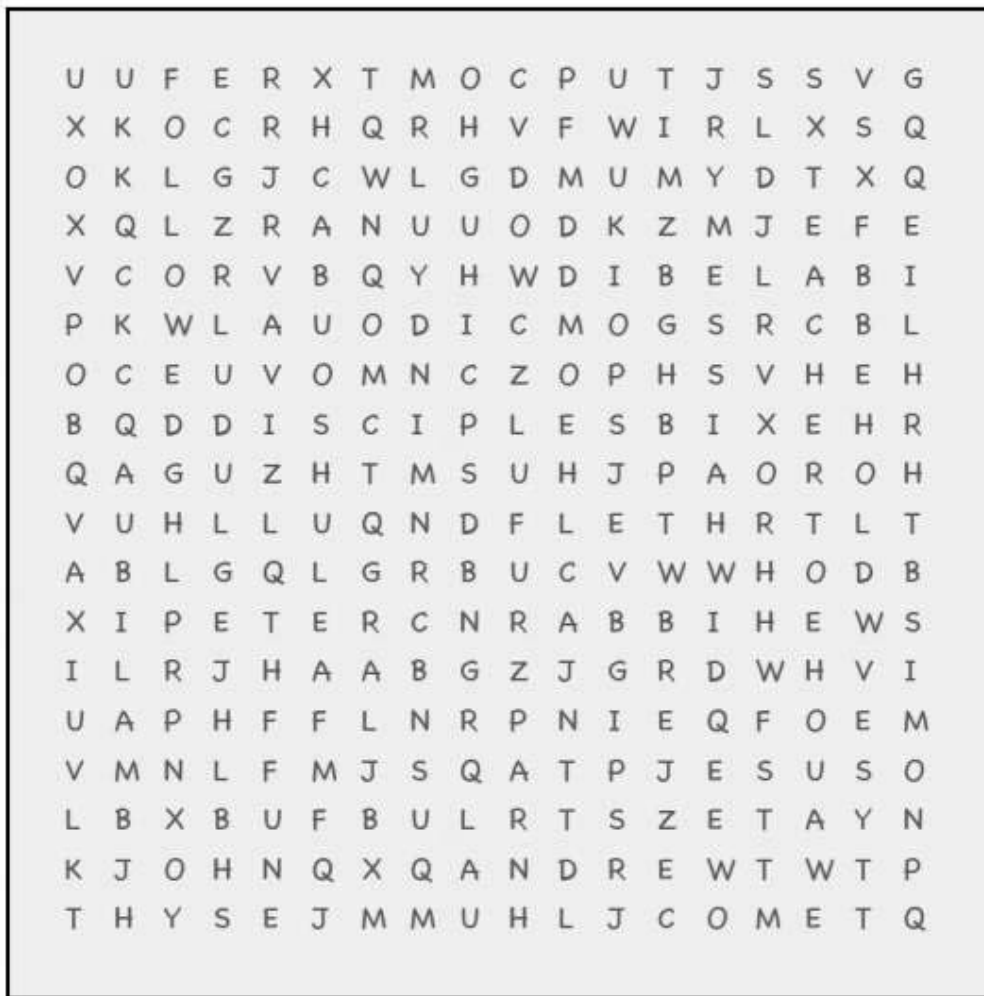 U U F E R X T M O C P U T J S S V G
X K O C R H Q R H V F W I R L X S Q
O K L G J C W L G D M U M Y D T X Q
X Q L Z R A N U U O D K Z M J E F E
V C O R V B Q Y H W D I B E L A B I
P K W L A U O D I C M O G S R C B L
O C E U V O M N C Z O P H S V H E H
B Q D D I S C I P L E S B I X E H R
Q A G U Z H T M S U H J P A O R O H
V U H L L U Q N D F L E T H R T L T
A B L G Q L G R B U C V W W H O D B
X I P E T E R C N R A B B I H E W S
I L R J H A A B G Z J G R D W H V I
U A P H F F L N R P N I E Q F O E M
V M N L F M J S Q A T P J E S U S O
L B X B U F B U L R T S Z E T A Y N
K J O H N Q X Q A N D R E W T W T P
T H Y S E J M M U H L J C O M E T Q